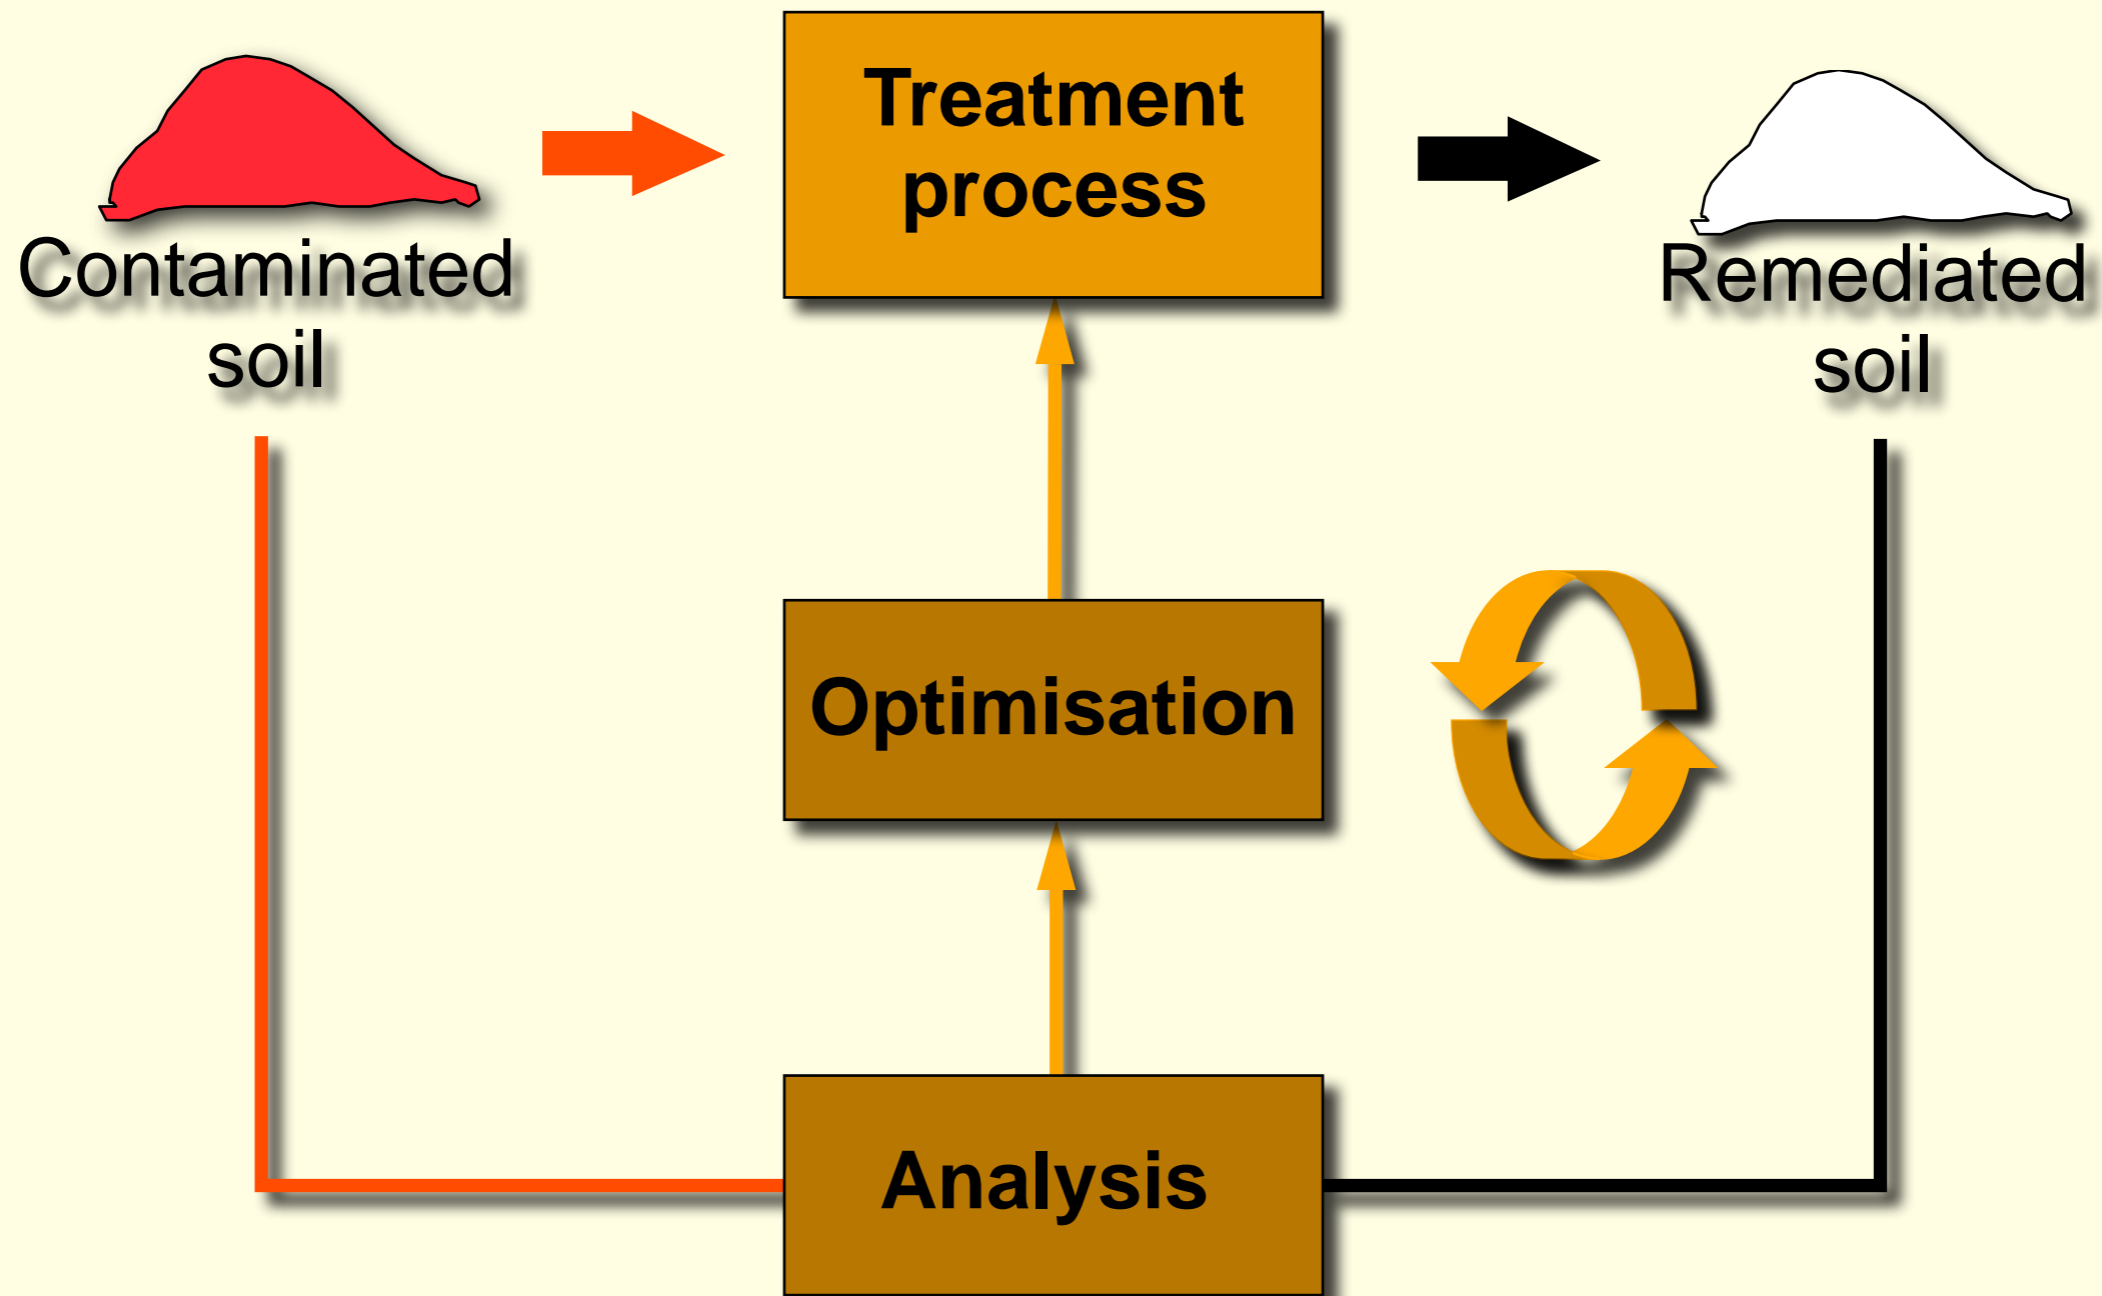 Treatment
process
Contaminated
soil
Remediated
soil
Optimisation
Analysis